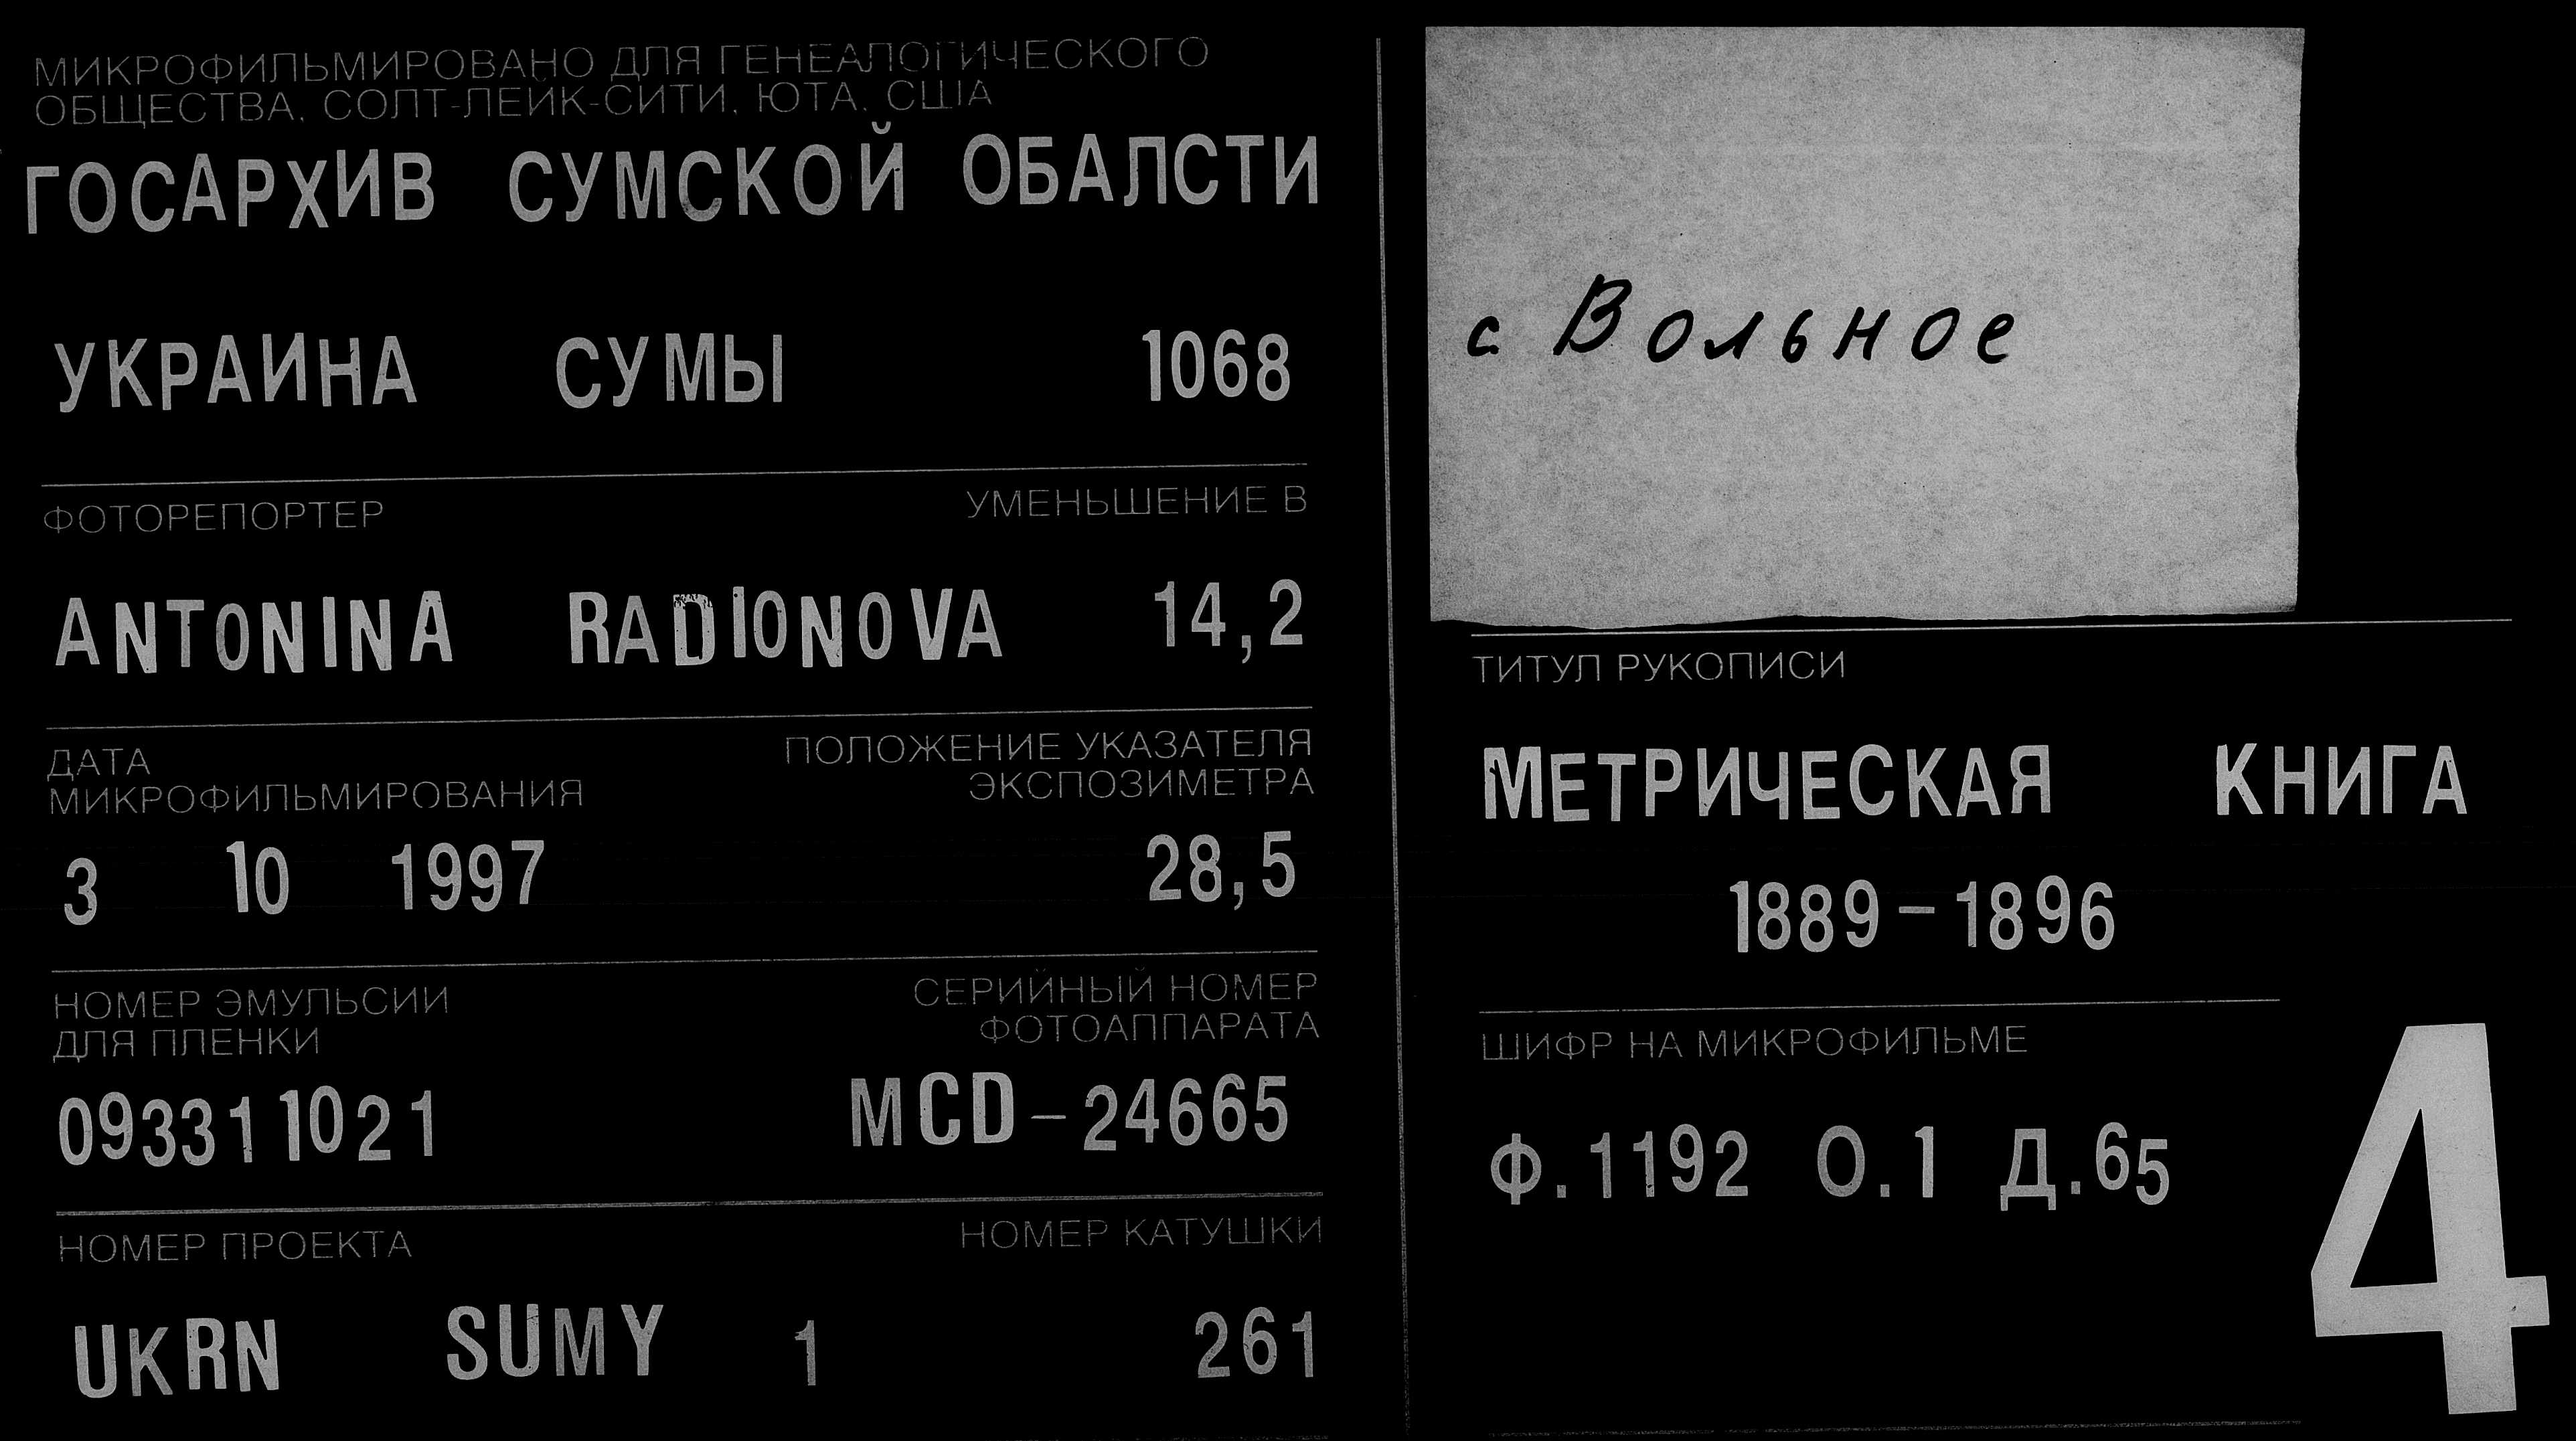 МИКРОФИЛЬМИРОВАНО ДЛЯ ГЕНЕАЛОГИЧЕСКОГО
ОБЩЕСТВА, СОЛТ-ЛЕЙК-СИТИ, ЮТА, США
ГОСАРХИВ СУМСКОЙ ОБАЛСТИ
УКРАИНА СУМЫ 1068
ФОТОРЕПОРТЕР УМЕНЬШЕНИЕ В
ANTONINA RADIONOVA 14,2
ДАТА
МИКРОФИЛЬМИРОВАНИЯ
ПОЛОЖЕНИЕ УКАЗАТЕЛЯ
ЭКСПОЗИМЕТРА
3 10 1997 28,5
НОМЕР ЭМУЛЬСИИ
ДЛЯ ПЛЕНКИ
СЕРИЙНЫЙ НОМЕР
ФОТОАППАРАТА
093311021 MCD-24665
НОМЕР ПРОЕКТА НОМЕР КАТУШКИ
UKRN SUMY 1 261
с. Вольное
ТИТУЛ РУКОПИСИ
МЕТРИЧЕСКАЯ КНИГА
1889-1896
ШИФР НА МИКРОФИЛЬМЕ
Ф.1192 О.1 Д.65
4